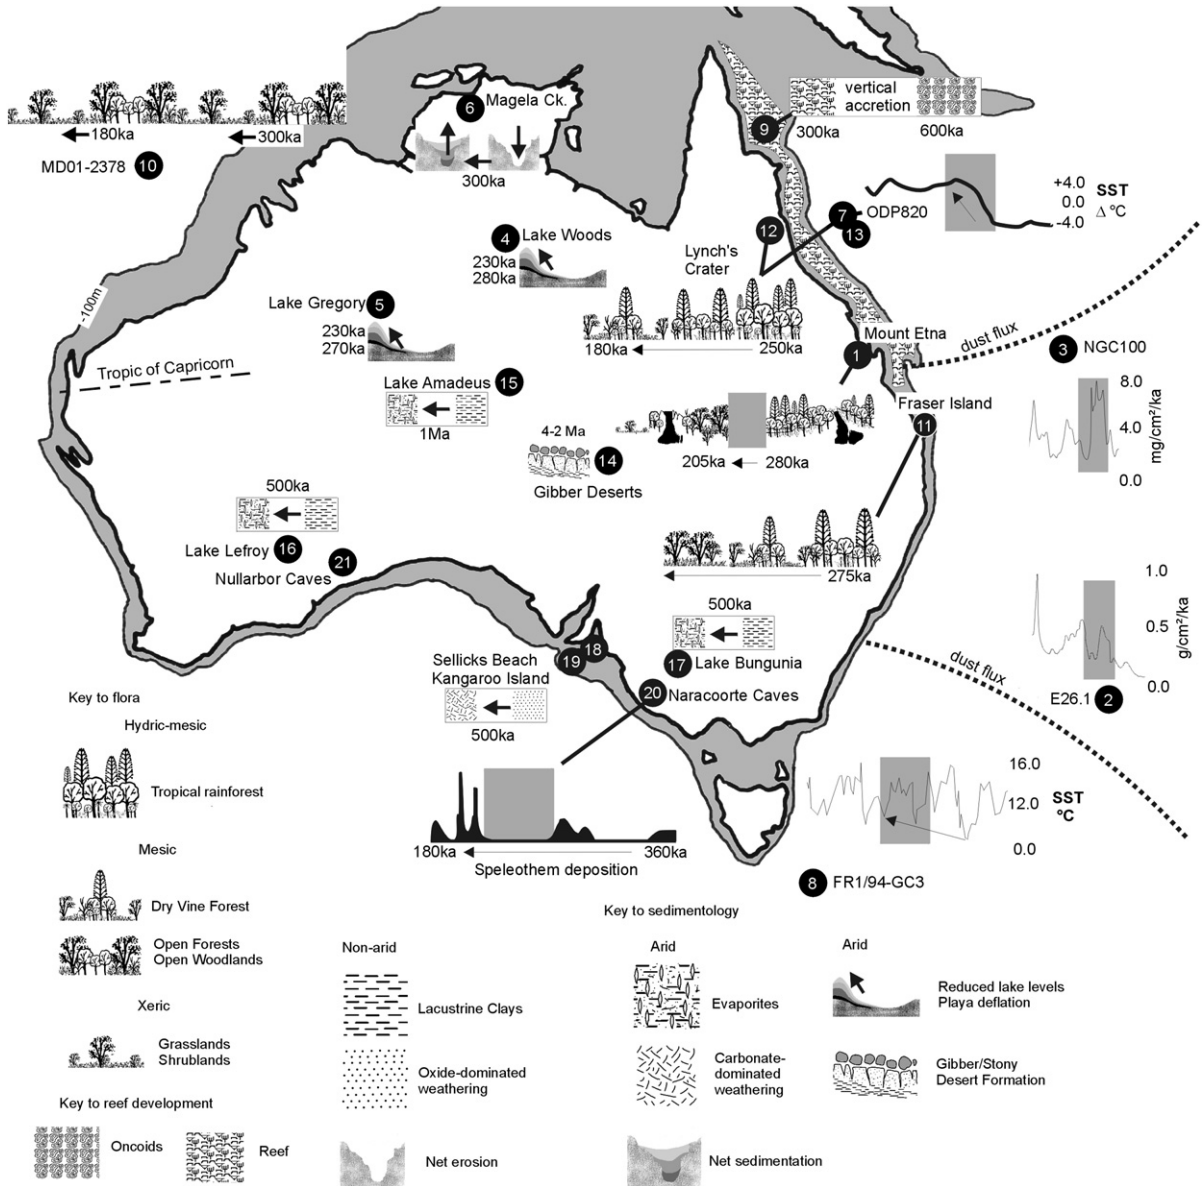 6 Magela Ck.
300ka
180ka
300ka
MD01-2378 10
vertical
accretion
9
300ka
600ka
+4.0
0.0
-4.0
SST
Δ °C
7 ODP820
13
12
Lynch's
Crater
180ka
250ka
4 Lake Woods
230ka
280ka
Lake Gregory 5
230ka
270ka
-100m
Tropic of Capricorn
Lake Amadeus 15
1Ma
Mount Etna
1
dust flux
3 NGC100
8.0
4.0
0.0
mg/cm²/ka
Fraser Island
11
4-2 Ma
14
Gibber Deserts
205ka
280ka
500ka
Lake Lefroy 16
21
Nullarbor Caves
275ka
500ka
17 Lake Bungunia
18
19
Sellicks Beach
Kangaroo Island
500ka
20 Naracoorte Caves
dust flux
1.0
0.5
0.0
g/cm²/ka
E26.1 2
180ka
360ka
Speleothem deposition
16.0
12.0
0.0
SST
°C
8 FR1/94-GC3
Key to flora
Hydric-mesic
Tropical rainforest
Mesic
Dry Vine Forest
Open Forests
Open Woodlands
Xeric
Grasslands
Shrublands
Key to reef development
Oncoids
Reef
Key to sedimentology
Non-arid
Lacustrine Clays
Oxide-dominated
weathering
Net erosion
Arid
Evaporites
Carbonate-
dominated
weathering
Net sedimentation
Arid
Reduced lake levels
Playa deflation
Gibber/Stony
Desert Formation